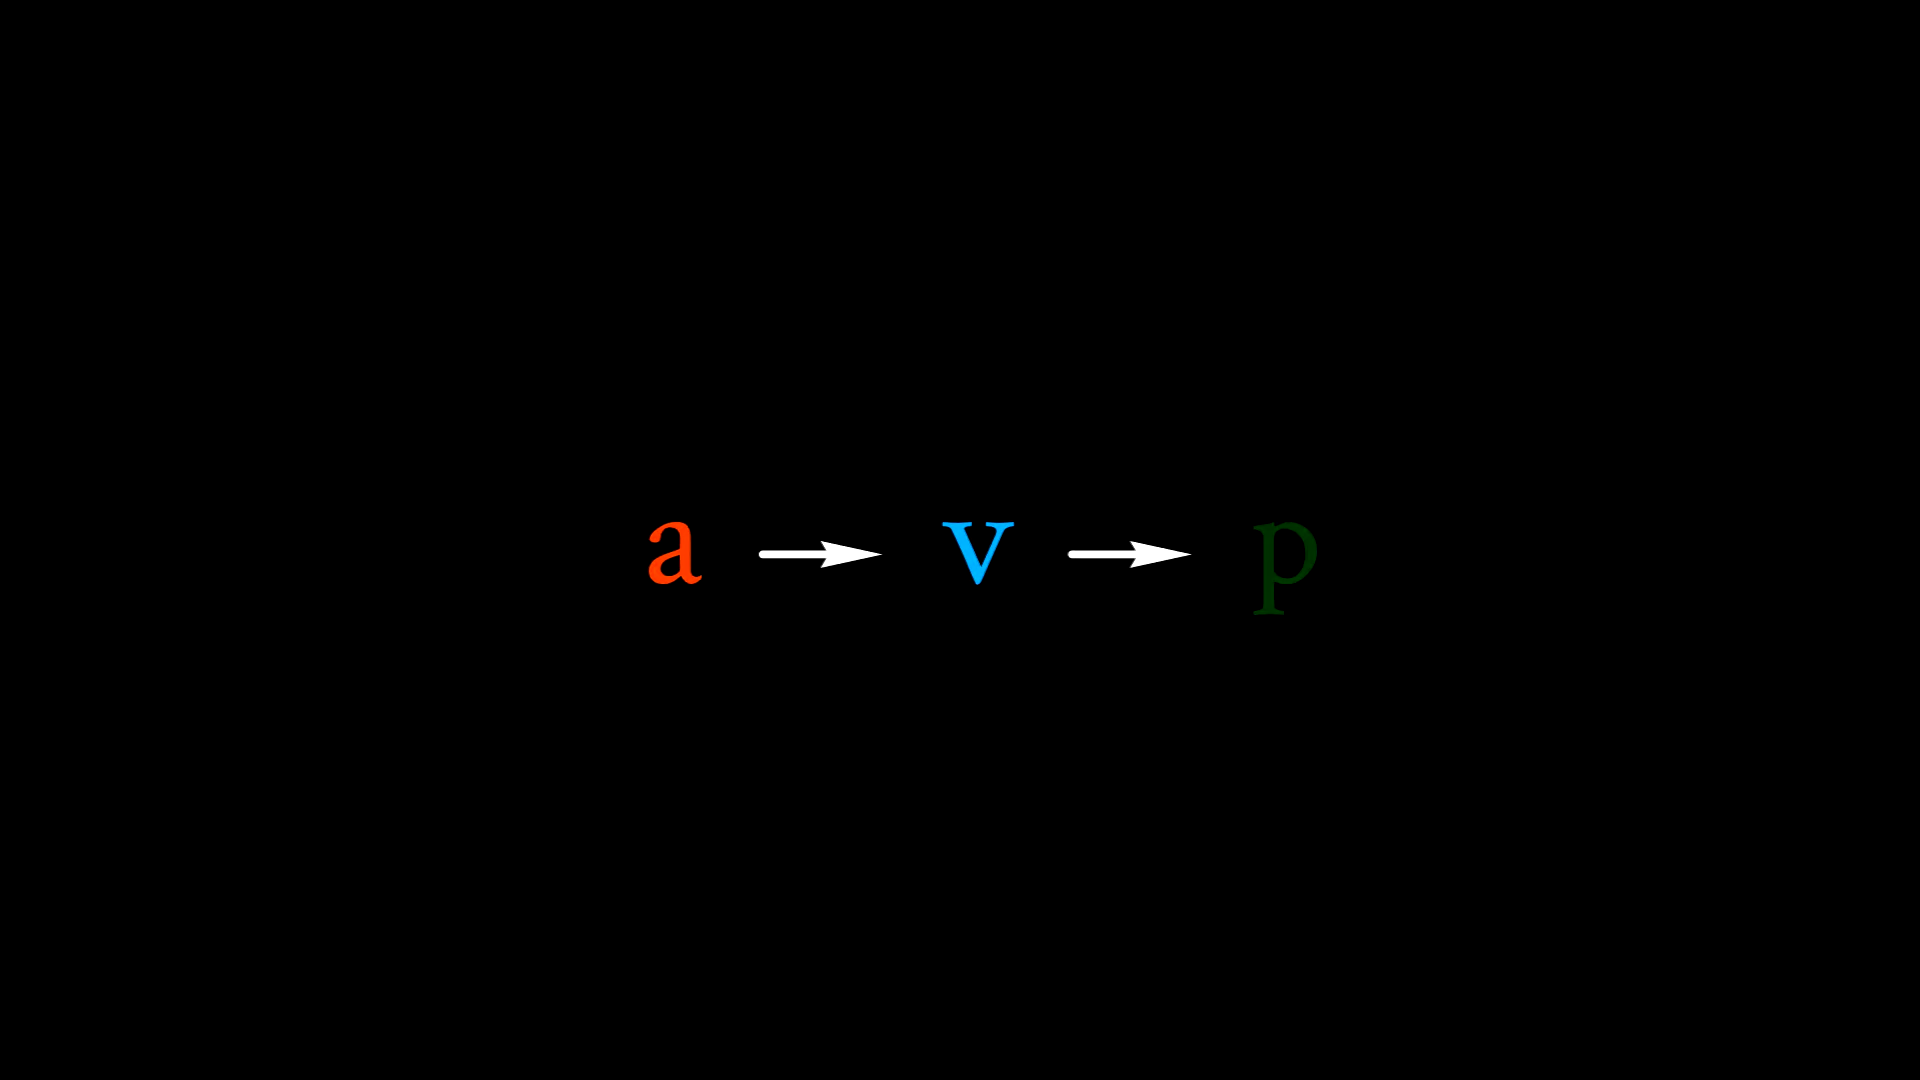 a → v → p